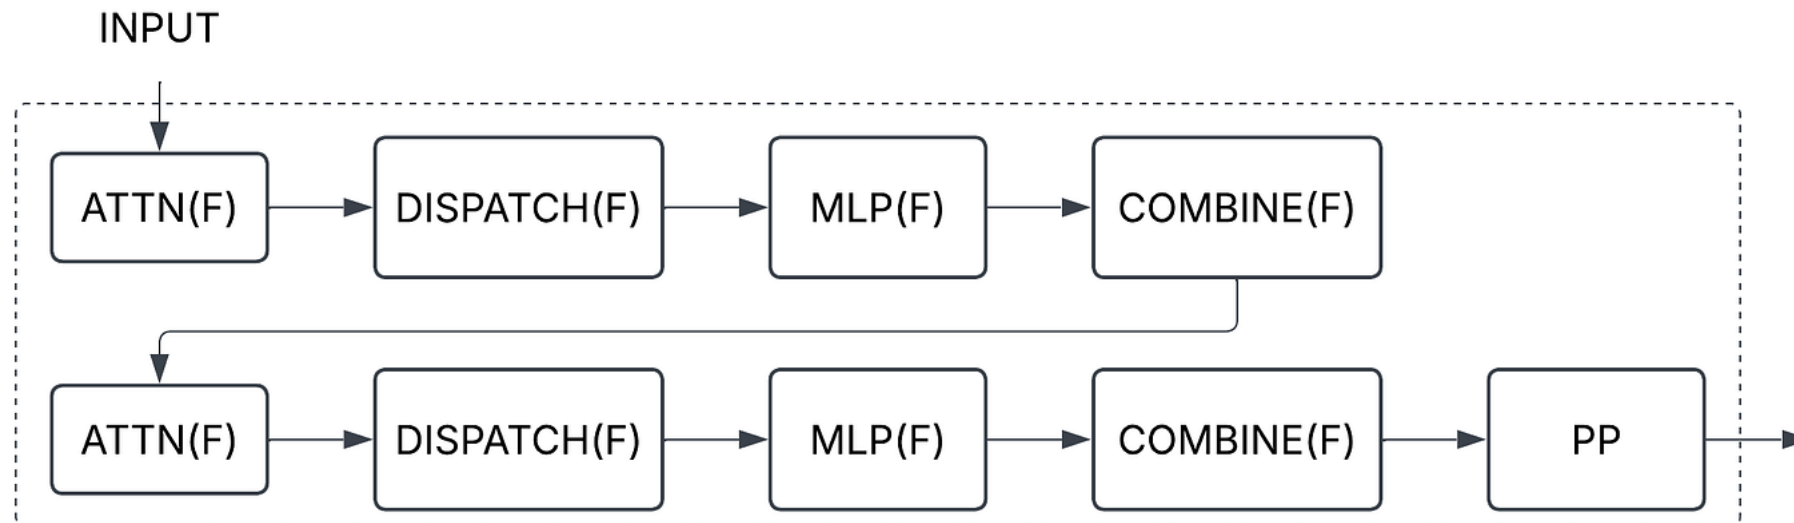 INPUT
ATTN(F)
DISPATCH(F)
MLP(F)
COMBINE(F)
ATTN(F)
DISPATCH(F)
MLP(F)
COMBINE(F)
PP